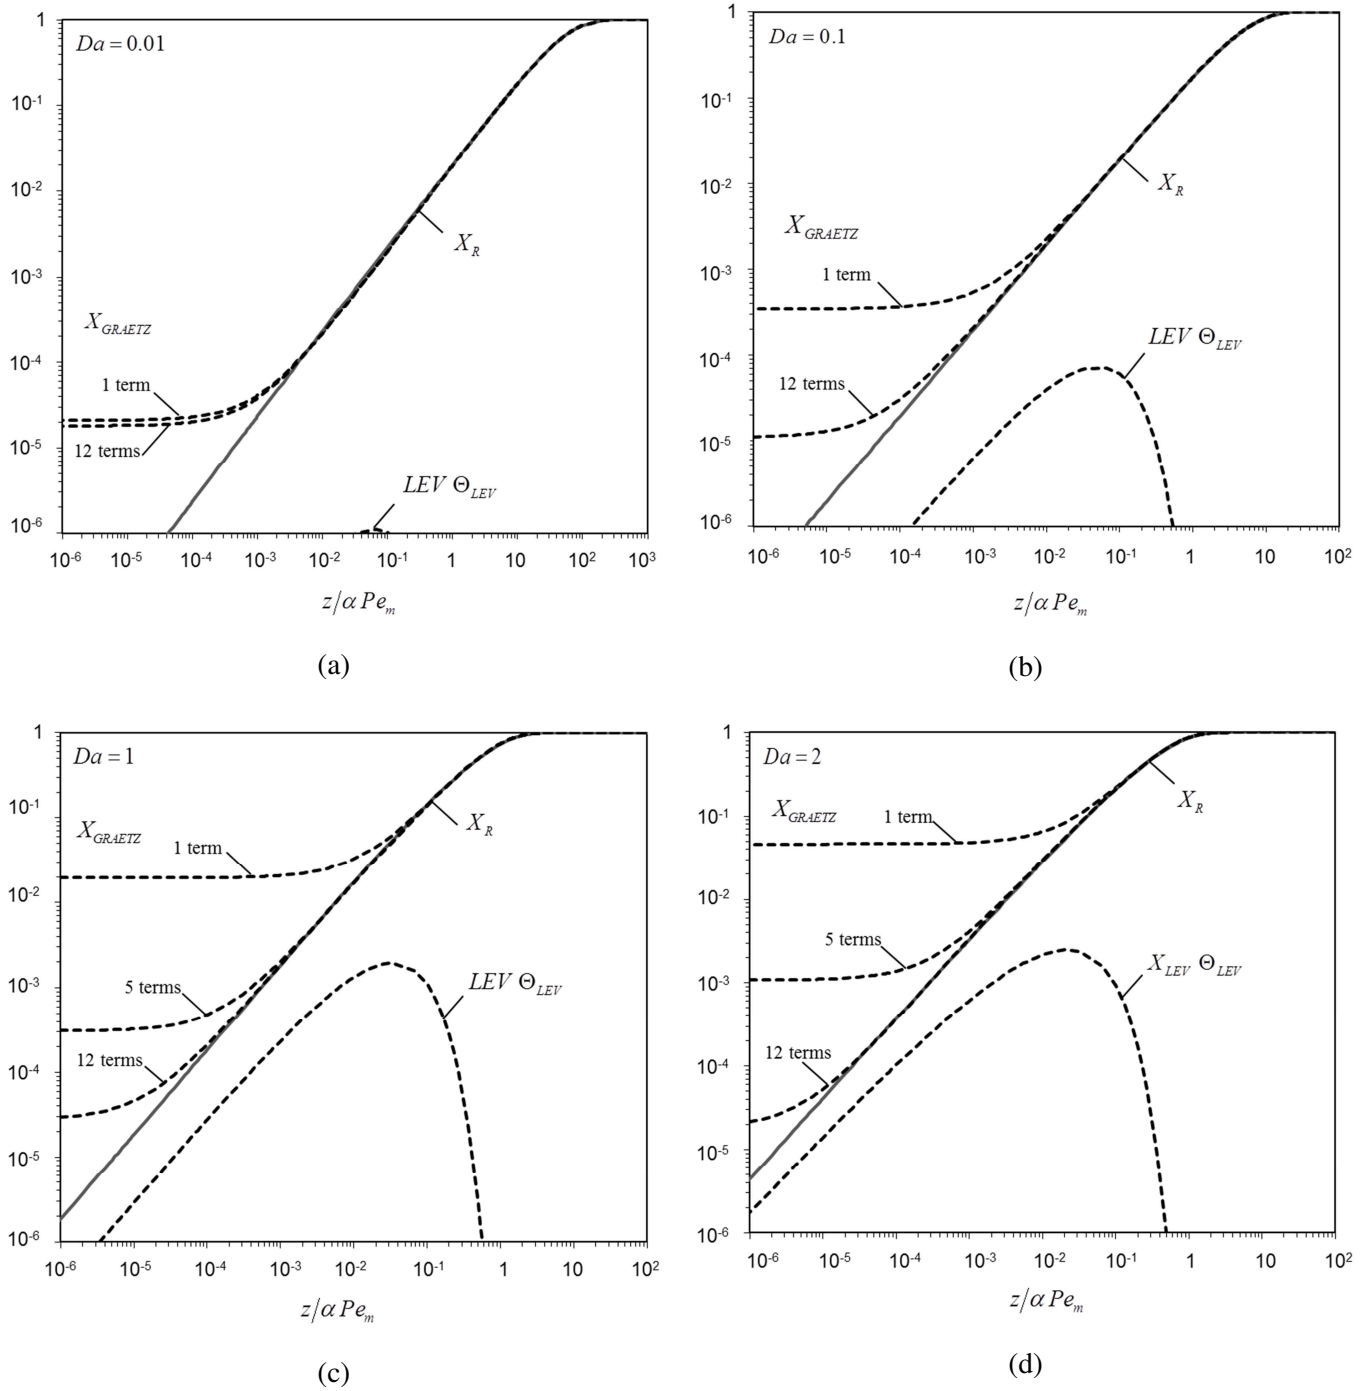 Da = 0.01
1
10⁻¹
10⁻²
10⁻³
10⁻⁴
10⁻⁵
10⁻⁶
X_R
X_GRAETZ
1 term
12 terms
LEV Θ_LEV
10⁻⁶ 10⁻⁵ 10⁻⁴ 10⁻³ 10⁻² 10⁻¹ 1 10 10² 10³
z/α Pe_m
(a)
Da = 0.1
1
10⁻¹
10⁻²
10⁻³
10⁻⁴
10⁻⁵
10⁻⁶
X_R
X_GRAETZ
1 term
LEV Θ_LEV
12 terms
10⁻⁶ 10⁻⁵ 10⁻⁴ 10⁻³ 10⁻² 10⁻¹ 1 10 10²
z/α Pe_m
(b)
Da = 1
1
10⁻¹
10⁻²
10⁻³
10⁻⁴
10⁻⁵
10⁻⁶
X_GRAETZ
X_R
1 term
5 terms
LEV Θ_LEV
12 terms
10⁻⁶ 10⁻⁵ 10⁻⁴ 10⁻³ 10⁻² 10⁻¹ 1 10 10²
z/α Pe_m
(c)
Da = 2
1
10⁻¹
10⁻²
10⁻³
10⁻⁴
10⁻⁵
10⁻⁶
X_R
X_GRAETZ
1 term
5 terms
X_LEV Θ_LEV
12 terms
10⁻⁶ 10⁻⁵ 10⁻⁴ 10⁻³ 10⁻² 10⁻¹ 1 10 10²
z/α Pe_m
(d)